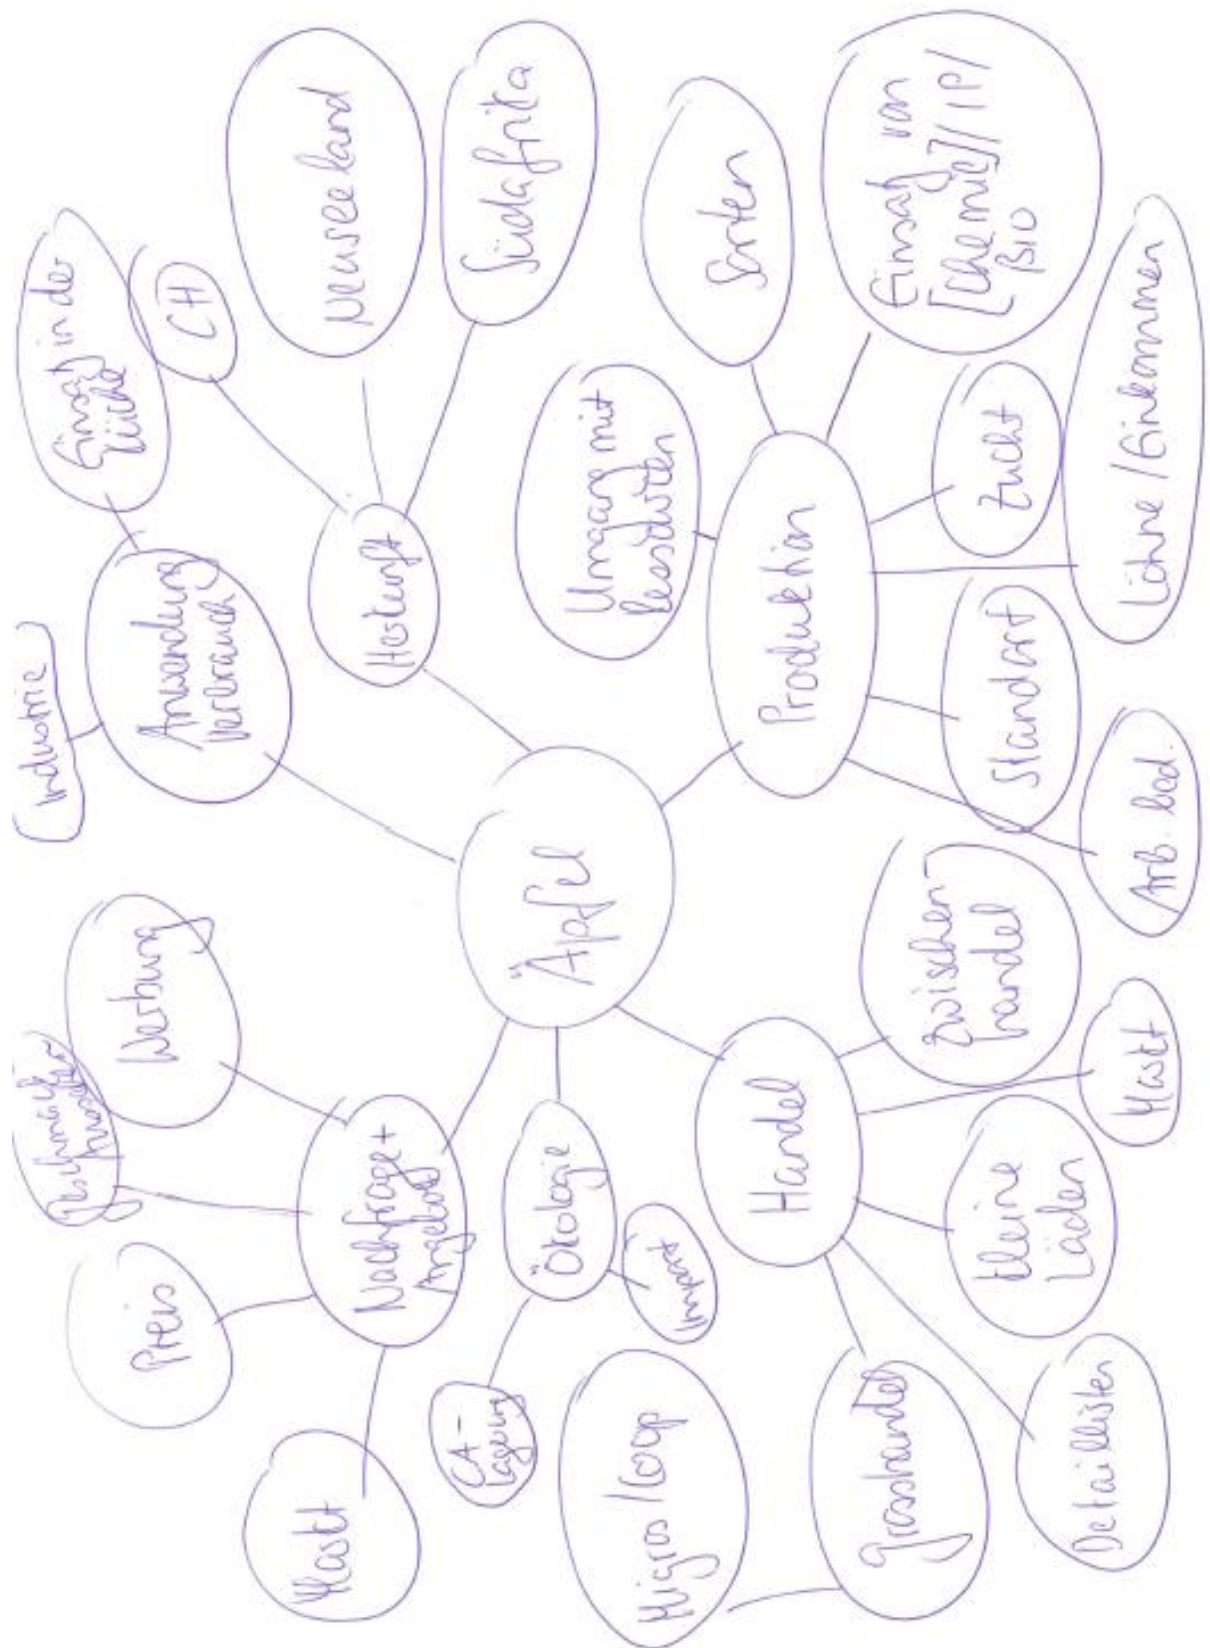 Migros/Coop
Grosshandel
Detaillisten
Markt
CA-
Lagerung
Import
Kleine
Läden
Markt
Preis
Nachfrage +
Angebot
Ökologie
Handel
Zwischen-
handel
Geschmäcker
Werbung
Äpfel
Arb. bed.
Industrie
Anwendung
Verbrauch
Herkunft
Produktion
Standort
Umgang mit
Löhne/Einkommen
Zucht
Einsatz in der
Küche
CH
Neuseeland
Südafrika
Sorten
Einsatz von
[Chemie]/IP/
Bio